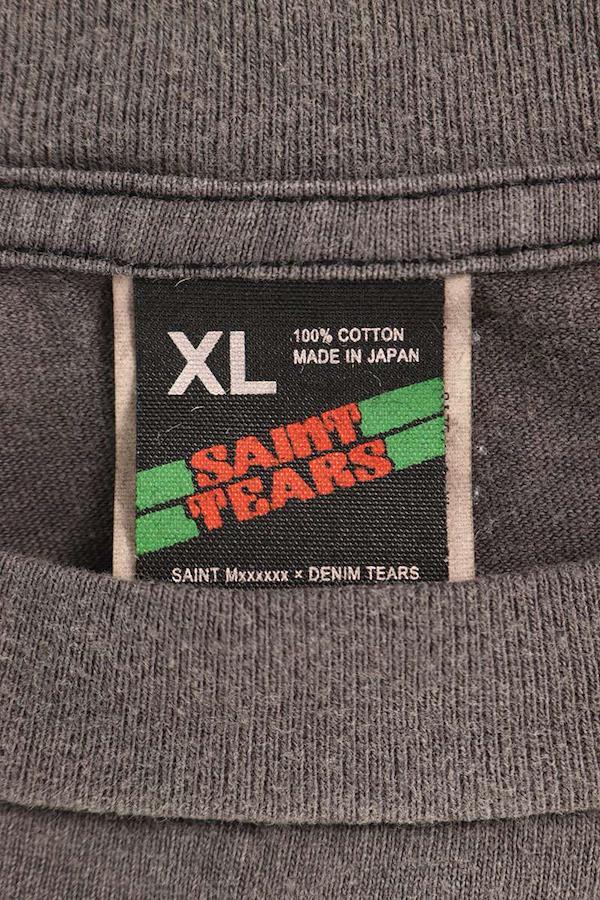 XL
100% COTTON
MADE IN JAPAN
SAINT
TEARS
SAINT Mxxxxxx × DENIM TEARS